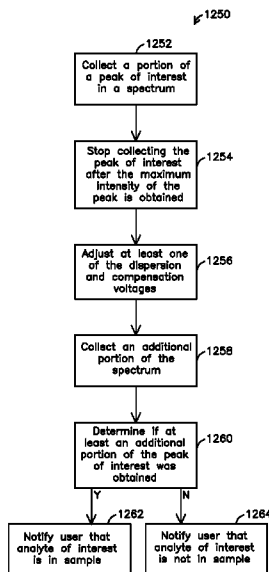 1250
1252
Collect a portion of
a peak of interest
in a spectrum
Stop collecting the
peak of interest
after the maximum
intensity of the
peak is obtained
1254
Adjust at least one
of the dispersion
and compensation
voltages
1256
Collect an additional
portion of the
spectrum
1258
Determine if at
least an additional
portion of the peak
of interest was
obtained
1260
Y
N
1262
1264
Notify user that
analyte of interest
is in sample
Notify user that
analyte of interest
is not in sample